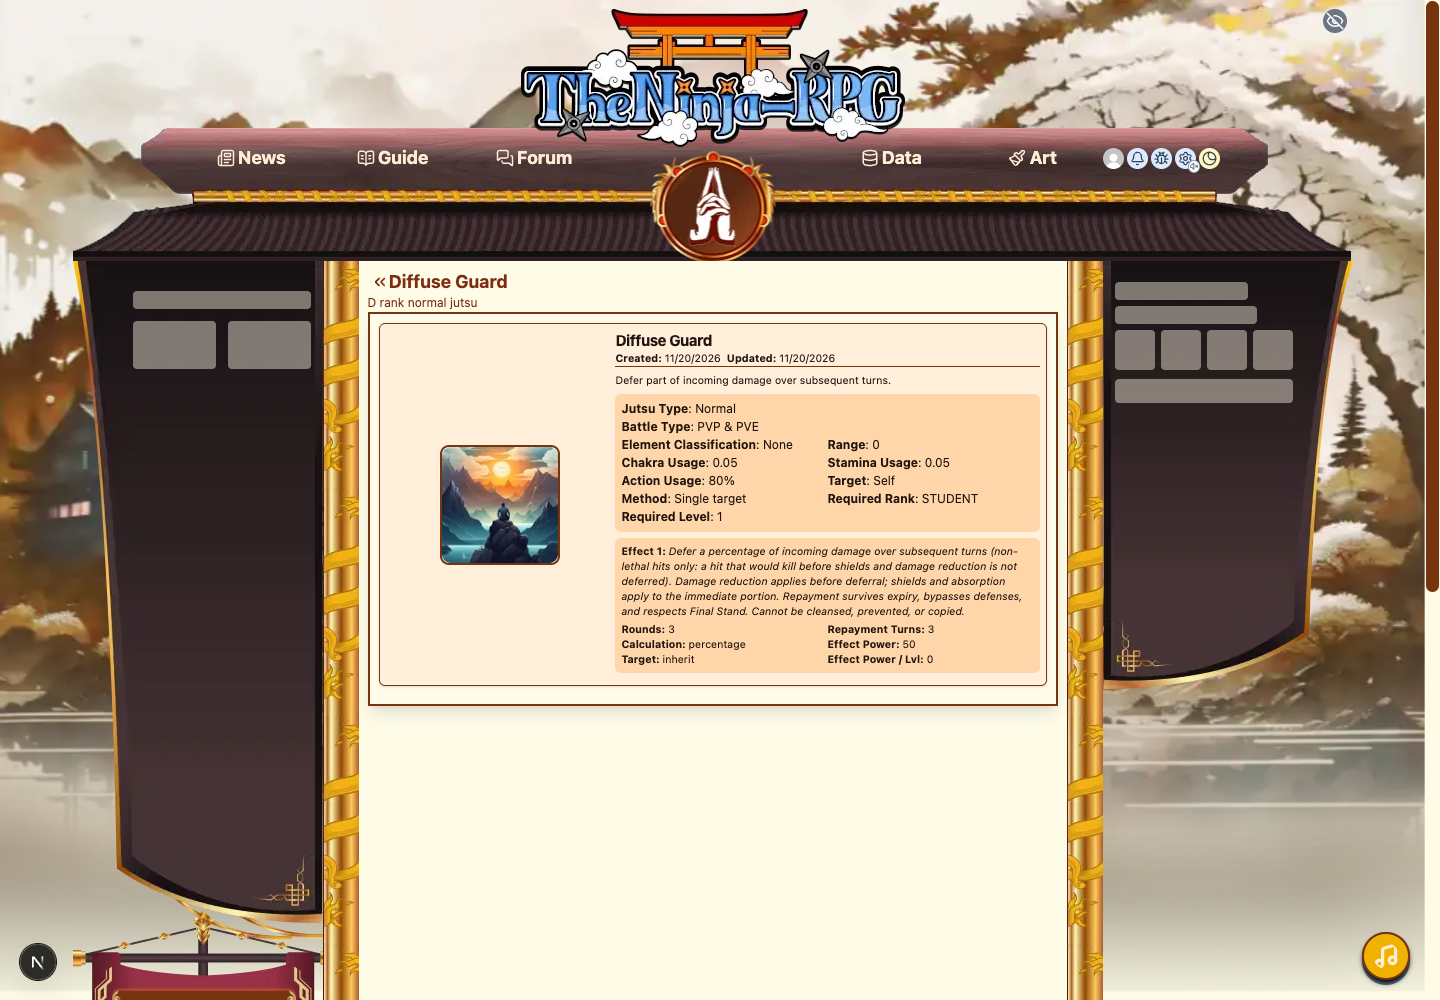 TheNinja-RPG
News
Guide
Forum
Data
Art
Diffuse Guard
D rank normal jutsu
Diffuse Guard
Created: 11/20/2026 Updated: 11/20/2026
Defer part of incoming damage over subsequent turns.
Jutsu Type: Normal
Battle Type: PVP & PVE
Element Classification: None
Range: 0
Chakra Usage: 0.05
Stamina Usage: 0.05
Action Usage: 80%
Target: Self
Method: Single target
Required Rank: STUDENT
Required Level: 1
Effect 1: Defer a percentage of incoming damage over subsequent turns (non-
lethal hits only: a hit that would kill before shields and damage reduction is not
deferred). Damage reduction applies before deferral; shields and absorption
apply to the immediate portion. Repayment survives expiry, bypasses defenses,
and respects Final Stand. Cannot be cleansed, prevented, or copied.
Rounds: 3
Repayment Turns: 3
Calculation: percentage
Effect Power: 50
Target: inherit
Effect Power / Lvl: 0
N